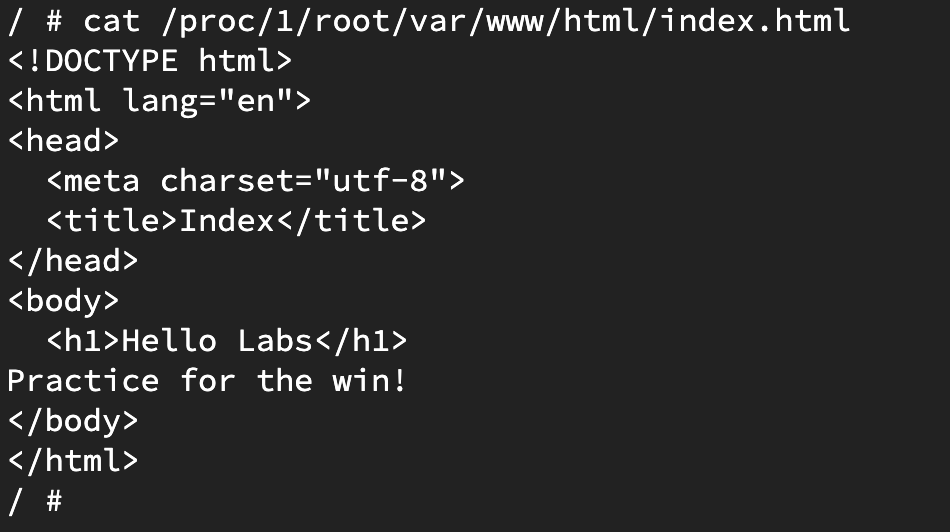 / # cat /proc/1/root/var/www/html/index.html
<!DOCTYPE html>
<html lang="en">
<head>
  <meta charset="utf-8">
  <title>Index</title>
</head>
<body>
  <h1>Hello Labs</h1>
Practice for the win!
</body>
</html>
/ #